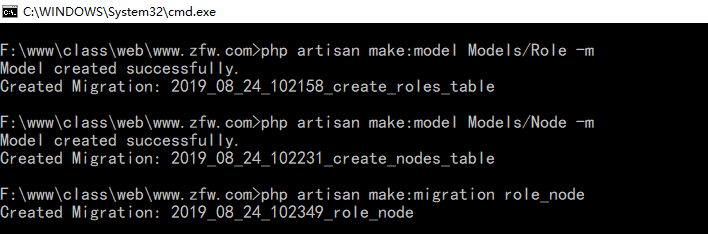 C:\WINDOWS\System32\cmd.exe
F:\www\class\web\www.zfw.com>php artisan make:model Models/Role -m
Model created successfully.
Created Migration: 2019_08_24_102158_create_roles_table
F:\www\class\web\www.zfw.com>php artisan make:model Models/Node -m
Model created successfully.
Created Migration: 2019_08_24_102231_create_nodes_table
F:\www\class\web\www.zfw.com>php artisan make:migration role_node
Created Migration: 2019_08_24_102349_role_node